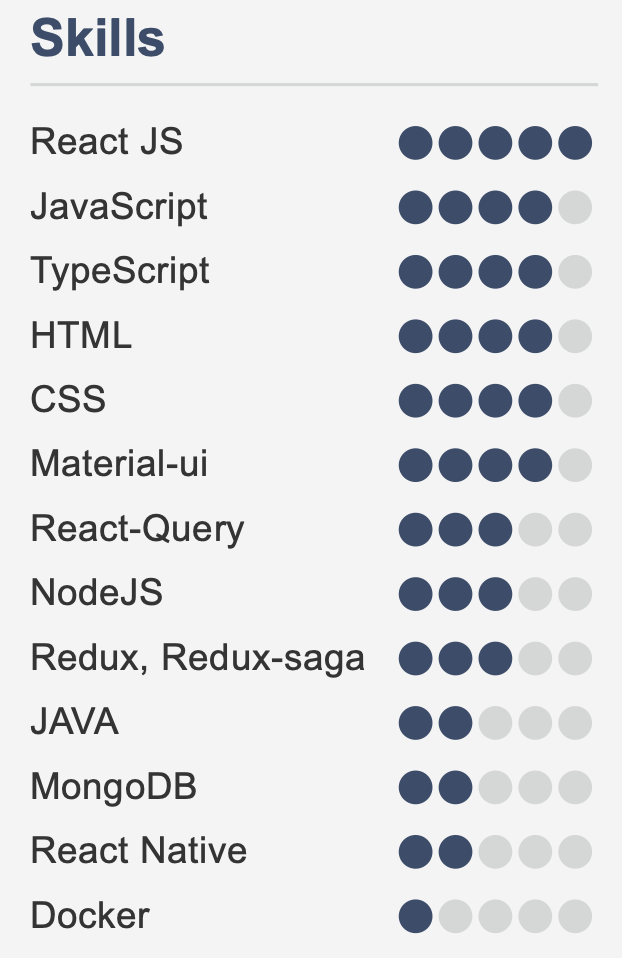 Skills
React JS
JavaScript
TypeScript
HTML
CSS
Material-ui
React-Query
NodeJS
Redux, Redux-saga
JAVA
MongoDB
React Native
Docker